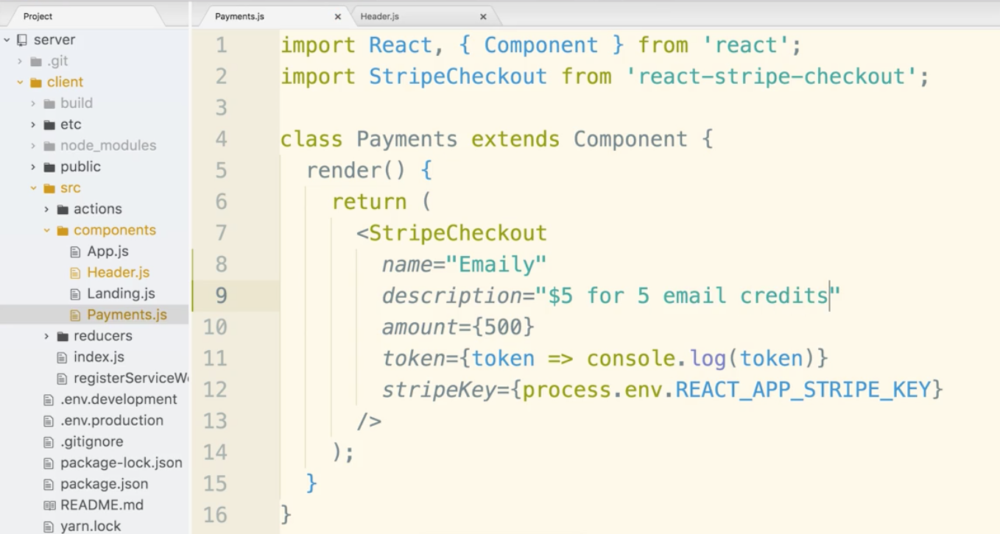 Project
server
.git
client
build
etc
node_modules
public
src
actions
components
App.js
Header.js
Landing.js
Payments.js
reducers
index.js
registerServiceWo
.env.development
.env.production
.gitignore
package-lock.json
package.json
README.md
yarn.lock
Payments.js
Header.js
1 import React, { Component } from 'react';
2 import StripeCheckout from 'react-stripe-checkout';
3
4 class Payments extends Component {
5 render() {
6 return (
7 <StripeCheckout
8 name="Emaily"
9 description="$5 for 5 email credits"
10 amount={500}
11 token={token => console.log(token)}
12 stripeKey={process.env.REACT_APP_STRIPE_KEY}
13 />
14 );
15 }
16 }